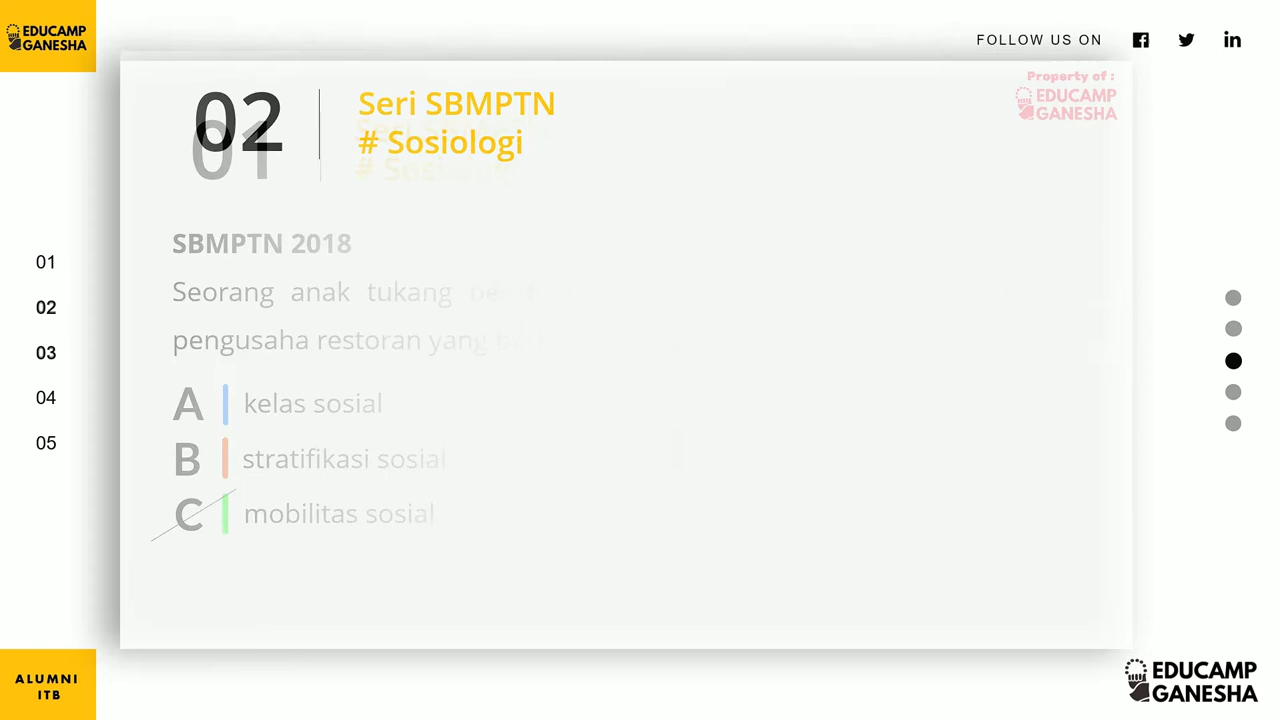 EDUCAMP
GANESHA
FOLLOW US ON
Property of :
EDUCAMP
GANESHA
02
01
Seri SBMPTN
# Sosiologi
SBMPTN 2018
Seorang anak tukang
pengusaha restoran yang
A kelas sosial
B stratifikasi sosial
C mobilitas sosial
01
02
03
04
05
ALUMNI
ITB
EDUCAMP
GANESHA